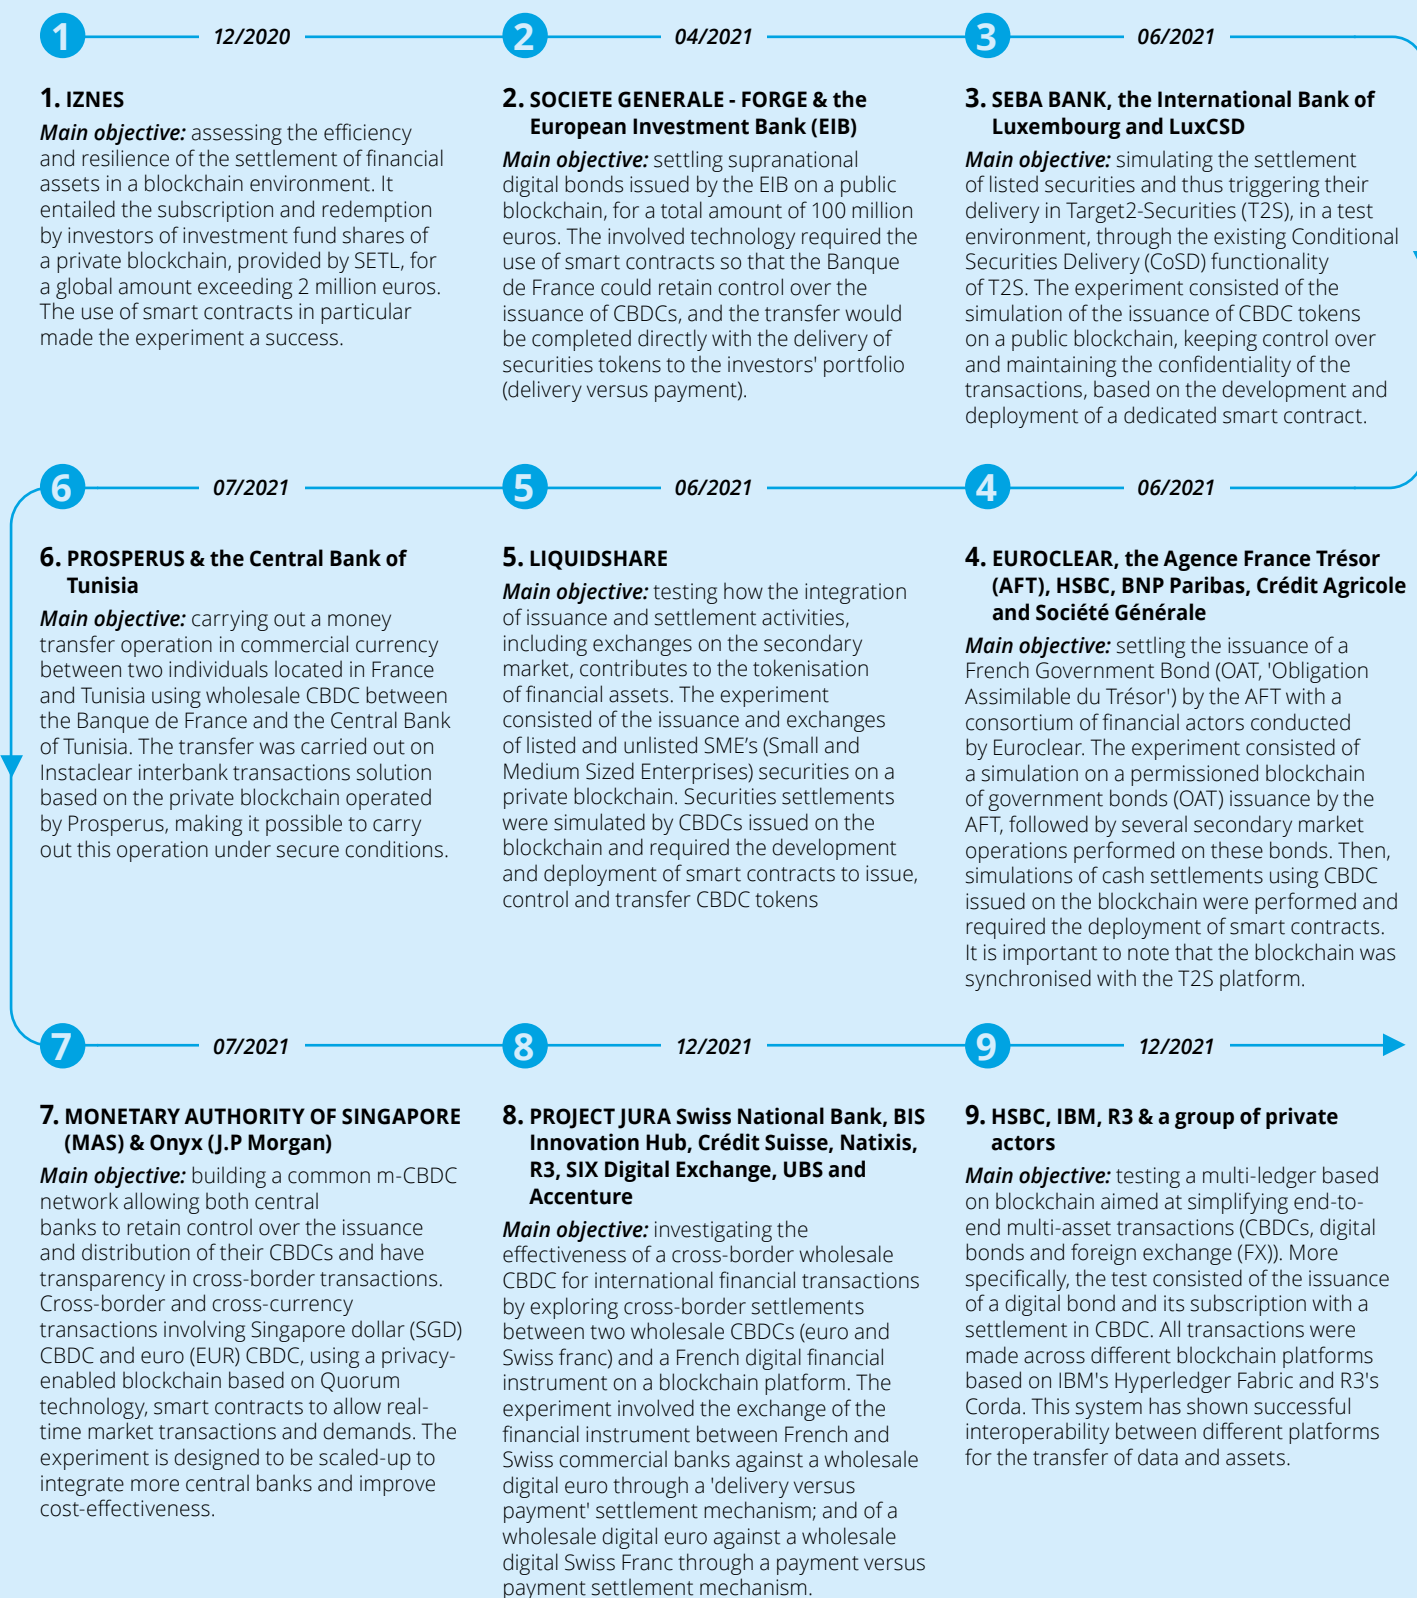 1
12/2020
2
04/2021
3
06/2021
1. IZNES
Main objective: assessing the efficiency
and resilience of the settlement of financial
assets in a blockchain environment. It
entailed the subscription and redemption
by investors of investment fund shares of
a private blockchain, provided by SETL, for
a global amount exceeding 2 million euros.
The use of smart contracts in particular
made the experiment a success.
2. SOCIETE GENERALE - FORGE & the
European Investment Bank (EIB)
Main objective: settling supranational
digital bonds issued by the EIB on a public
blockchain, for a total amount of 100 million
euros. The involved technology required the
use of smart contracts so that the Banque
de France could retain control over the
issuance of CBDCs, and the transfer would
be completed directly with the delivery of
securities tokens to the investors' portfolio
(delivery versus payment).
3. SEBA BANK, the International Bank of
Luxembourg and LuxCSD
Main objective: simulating the settlement
of listed securities and thus triggering their
delivery in Target2-Securities (T2S), in a test
environment, through the existing Conditional
Securities Delivery (CoSD) functionality
of T2S. The experiment consisted of the
simulation of the issuance of CBDC tokens
on a public blockchain, keeping control over
and maintaining the confidentiality of the
transactions, based on the development and
deployment of a dedicated smart contract.
6
07/2021
5
06/2021
4
06/2021
6. PROSPERUS & the Central Bank of
Tunisia
Main objective: carrying out a money
transfer operation in commercial currency
between two individuals located in France
and Tunisia using wholesale CBDC between
the Banque de France and the Central Bank
of Tunisia. The transfer was carried out on
Instaclear interbank transactions solution
based on the private blockchain operated
by Prosperus, making it possible to carry
out this operation under secure conditions.
5. LIQUIDSHARE
Main objective: testing how the integration
of issuance and settlement activities,
including exchanges on the secondary
market, contributes to the tokenisation
of financial assets. The experiment
consisted of the issuance and exchanges
of listed and unlisted SME's (Small and
Medium Sized Enterprises) securities on a
private blockchain. Securities settlements
were simulated by CBDCs issued on the
blockchain and required the development
and deployment of smart contracts to issue,
control and transfer CBDC tokens
4. EUROCLEAR, the Agence France Trésor
(AFT), HSBC, BNP Paribas, Crédit Agricole
and Société Générale
Main objective: settling the issuance of a
French Government Bond (OAT, 'Obligation
Assimilable du Trésor') by the AFT with a
consortium of financial actors conducted
by Euroclear. The experiment consisted of
a simulation on a permissioned blockchain
of government bonds (OAT) issuance by the
AFT, followed by several secondary market
operations performed on these bonds. Then,
simulations of cash settlements using CBDC
issued on the blockchain were performed and
required the deployment of smart contracts.
It is important to note that the blockchain was
synchronised with the T2S platform.
7
07/2021
8
12/2021
9
12/2021
7. MONETARY AUTHORITY OF SINGAPORE
(MAS) & Onyx (J.P Morgan)
Main objective: building a common m-CBDC
network allowing both central
banks to retain control over the issuance
and distribution of their CBDCs and have
transparency in cross-border transactions.
Cross-border and cross-currency
transactions involving Singapore dollar (SGD)
CBDC and euro (EUR) CBDC, using a privacy-
enabled blockchain based on Quorum
technology, smart contracts to allow real-
time market transactions and demands. The
experiment is designed to be scaled-up to
integrate more central banks and improve
cost-effectiveness.
8. PROJECT JURA Swiss National Bank, BIS
Innovation Hub, Crédit Suisse, Natixis,
R3, SIX Digital Exchange, UBS and
Accenture
Main objective: investigating the
effectiveness of a cross-border wholesale
CBDC for international financial transactions
by exploring cross-border settlements
between two wholesale CBDCs (euro and
Swiss franc) and a French digital financial
instrument on a blockchain platform. The
experiment involved the exchange of the
financial instrument between French and
Swiss commercial banks against a wholesale
digital euro through a 'delivery versus
payment' settlement mechanism; and of a
wholesale digital euro against a wholesale
digital Swiss Franc through a payment versus
payment settlement mechanism.
9. HSBC, IBM, R3 & a group of private
actors
Main objective: testing a multi-ledger based
on blockchain aimed at simplifying end-to-
end multi-asset transactions (CBDCs, digital
bonds and foreign exchange (FX)). More
specifically, the test consisted of the issuance
of a digital bond and its subscription with a
settlement in CBDC. All transactions were
made across different blockchain platforms
based on IBM's Hyperledger Fabric and R3's
Corda. This system has shown successful
interoperability between different platforms
for the transfer of data and assets.